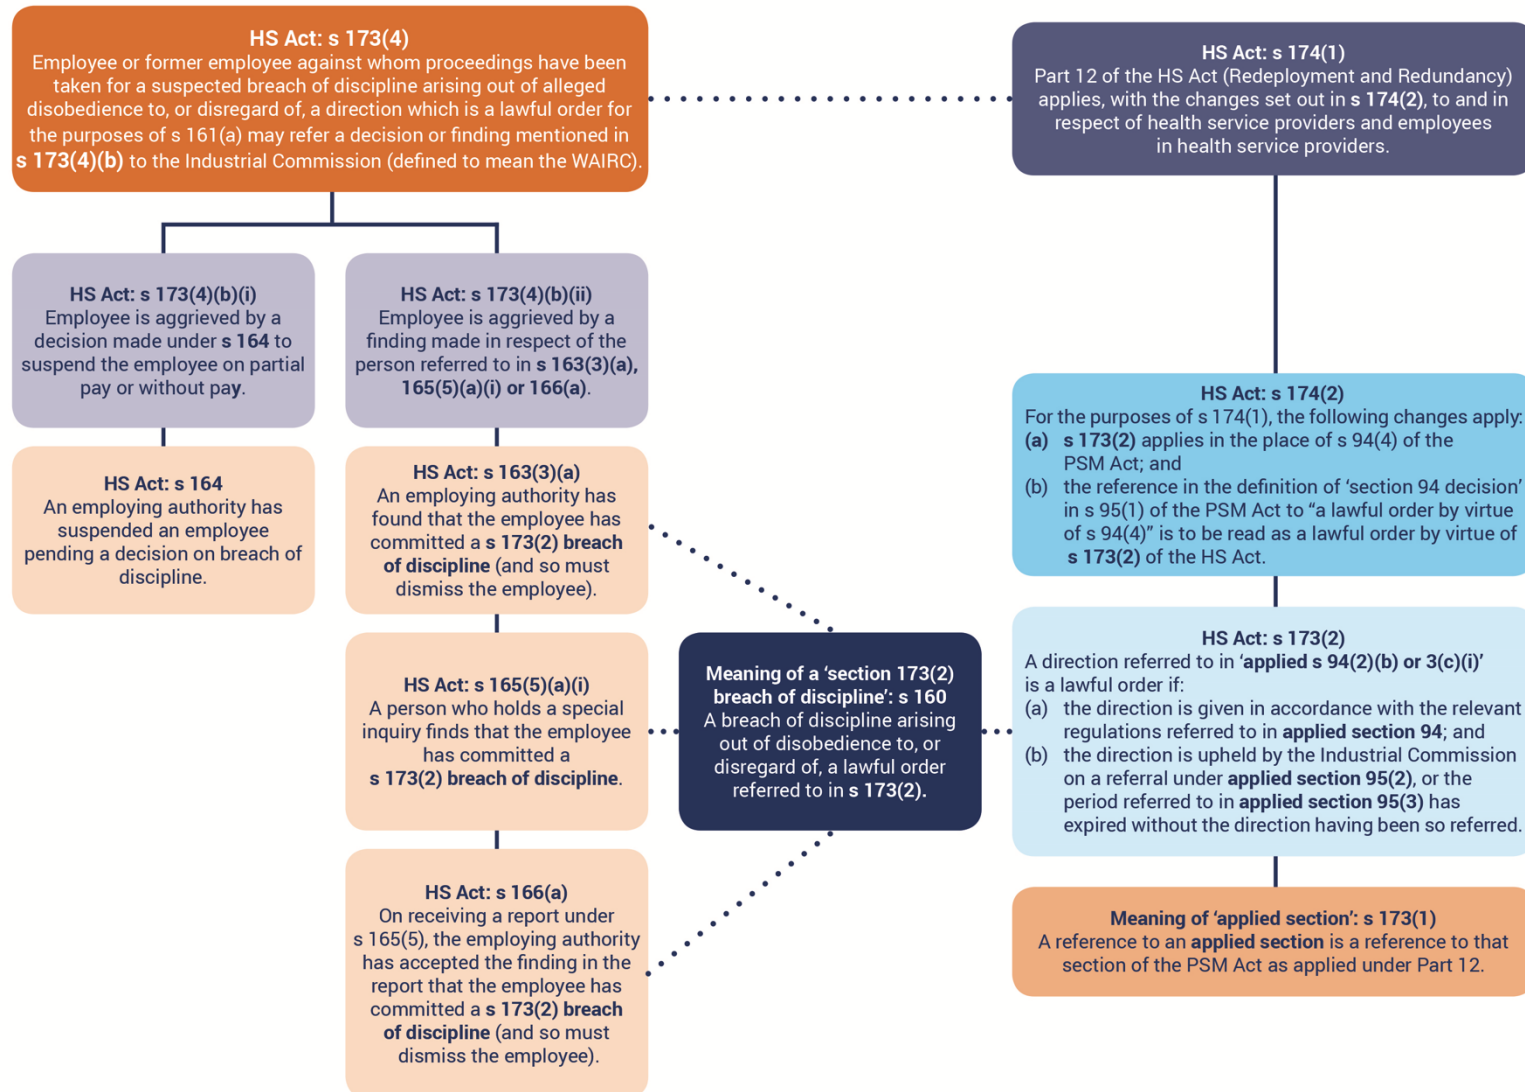 HS Act: s 173(4)
Employee or former employee against whom proceedings have been
taken for a suspected breach of discipline arising out of alleged
disobedience to, or disregard of, a direction which is a lawful order for
the purposes of s 161(a) may refer a decision or finding mentioned in
s 173(4)(b) to the Industrial Commission (defined to mean the WAIRC).
HS Act: s 174(1)
Part 12 of the HS Act (Redeployment and Redundancy)
applies, with the changes set out in s 174(2), to and in
respect of health service providers and employees
in health service providers.
HS Act: s 173(4)(b)(i)
Employee is aggrieved by a
decision made under s 164 to
suspend the employee on partial
pay or without pay.
HS Act: s 173(4)(b)(ii)
Employee is aggrieved by a
finding made in respect of the
person referred to in s 163(3)(a),
165(5)(a)(i) or 166(a).
HS Act: s 164
An employing authority has
suspended an employee
pending a decision on breach of
discipline.
HS Act: s 163(3)(a)
An employing authority has
found that the employee has
committed a s 173(2) breach
of discipline (and so must
dismiss the employee).
HS Act: s 165(5)(a)(i)
A person who holds a special
inquiry finds that the employee
has committed a
s 173(2) breach of discipline.
HS Act: s 166(a)
On receiving a report under
s 165(5), the employing authority
has accepted the finding in the
report that the employee has
committed a s 173(2) breach
of discipline (and so must
dismiss the employee).
Meaning of a ‘section 173(2)
breach of discipline’: s 160
A breach of discipline arising
out of disobedience to, or
disregard of, a lawful order
referred to in s 173(2).
HS Act: s 174(2)
For the purposes of s 174(1), the following changes apply:
(a) s 173(2) applies in the place of s 94(4) of the
PSM Act; and
(b) the reference in the definition of ‘section 94 decision’
in s 95(1) of the PSM Act to “a lawful order by virtue
of s 94(4)” is to be read as a lawful order by virtue of
s 173(2) of the HS Act.
HS Act: s 173(2)
A direction referred to in ‘applied s 94(2)(b) or 3(c)(i)’
is a lawful order if:
(a) the direction is given in accordance with the relevant
regulations referred to in applied section 94; and
(b) the direction is upheld by the Industrial Commission
on a referral under applied section 95(2), or the
period referred to in applied section 95(3) has
expired without the direction having been so referred.
Meaning of ‘applied section’: s 173(1)
A reference to an applied section is a reference to that
section of the PSM Act as applied under Part 12.